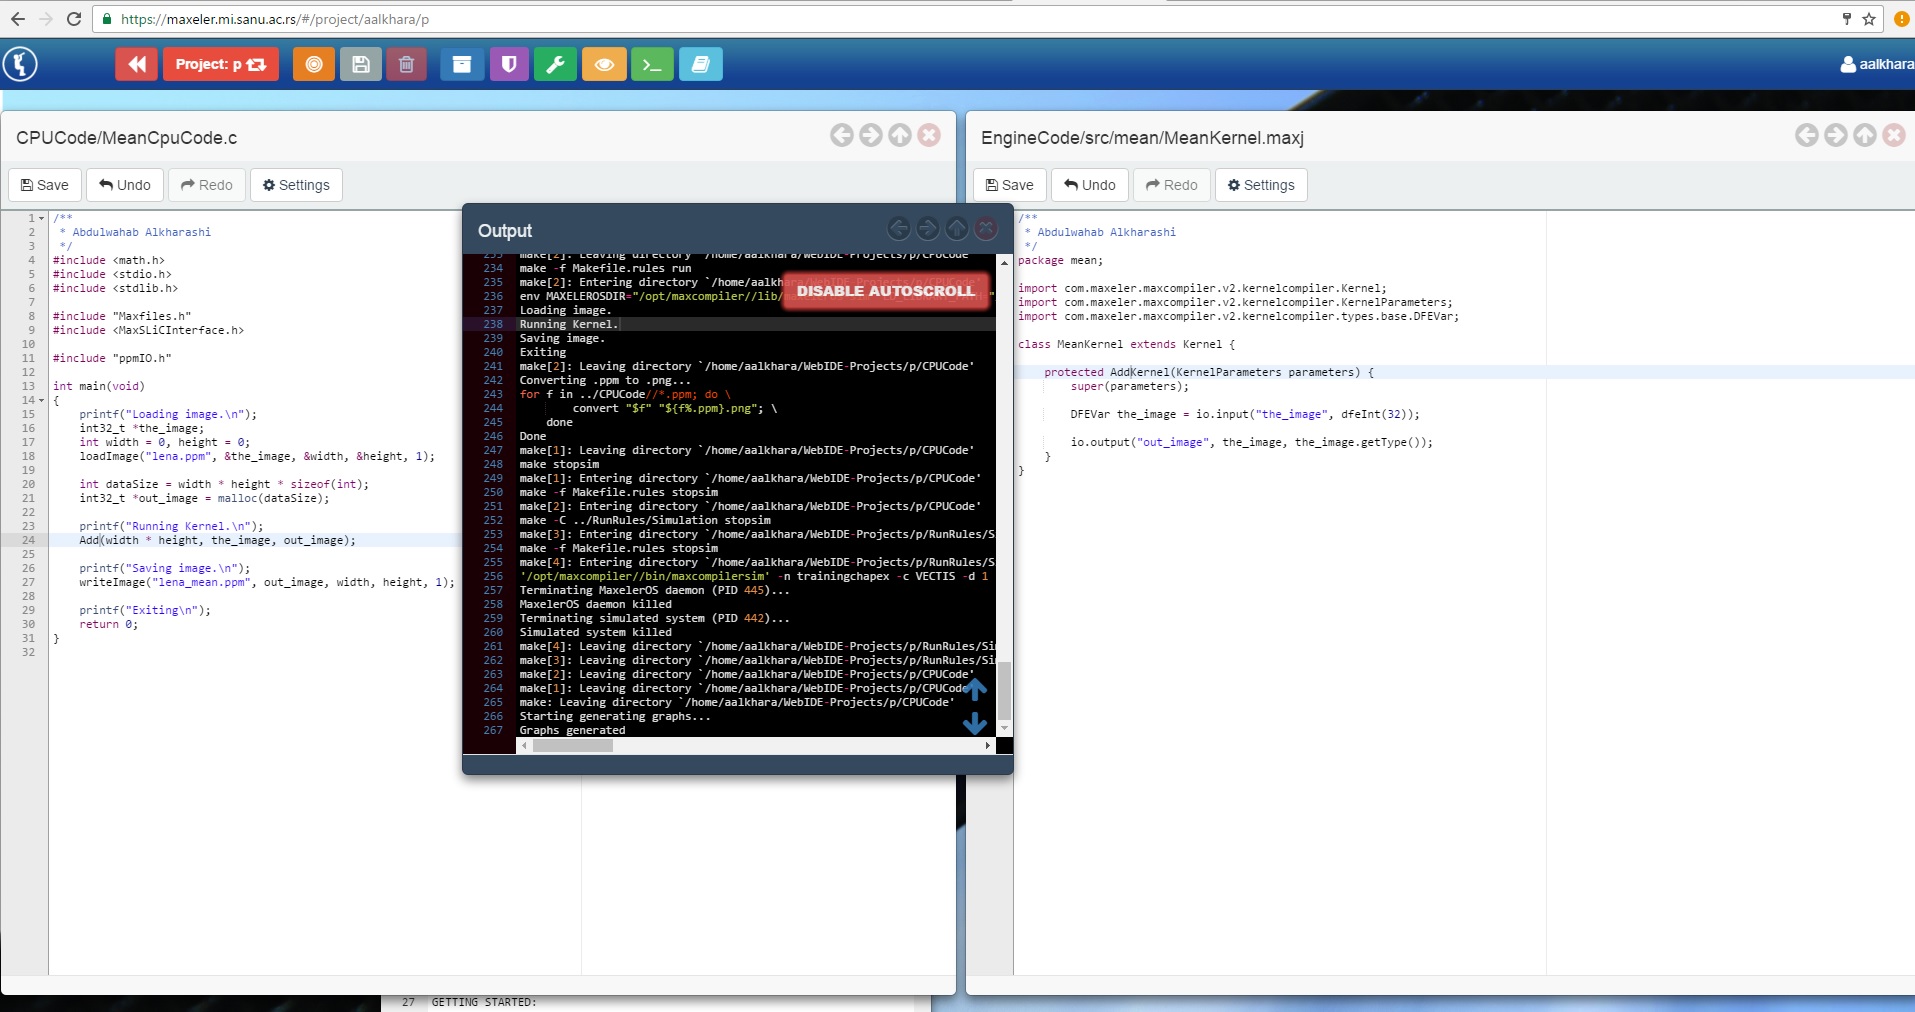 https://maxeler.mi.sanu.ac.rs/#/project/aalkhara/p
Project: p
aalkhara
CPUCode/MeanCpuCode.c
Save Undo Redo Settings
1 /**
2  * Abdulwahab Alkharashi
3  */
4 #include <math.h>
5 #include <stdio.h>
6 #include <stdlib.h>
7
8 #include "Maxfiles.h"
9 #include <MaxSLiCInterface.h>
10
11 #include "ppmIO.h"
12
13 int main(void)
14 {
15     printf("Loading image.\n");
16     int32_t *the_image;
17     int width = 0, height = 0;
18     loadImage("lena.ppm", &the_image, &width, &height, 1);
19
20     int dataSize = width * height * sizeof(int);
21     int32_t *out_image = malloc(dataSize);
22
23     printf("Running Kernel.\n");
24     Add(width * height, the_image, out_image);
25
26     printf("Saving image.\n");
27     writeImage("lena_mean.ppm", out_image, width, height, 1);
28
29     printf("Exiting\n");
30     return 0;
31 }
32
Output
233 make[2]: Leaving directory `/home/aalkhara/WebIDE-Projects/p/CPUCode'
234 make -f Makefile.rules run
235 make[2]: Entering directory `/home/aalkh
236 env MAXELEROSDIR="/opt/maxcompiler//lib/
DISABLE AUTOSCROLL
237 Loading image.
238 Running Kernel.
239 Saving image.
240 Exiting
241 make[2]: Leaving directory `/home/aalkhara/WebIDE-Projects/p/CPUCode'
242 Converting .ppm to .png...
243 for f in ../CPUCode//*.ppm; do \
244         convert "$f" "${f%.ppm}.png"; \
245     done
246 Done
247 make[1]: Leaving directory `/home/aalkhara/WebIDE-Projects/p/CPUCode'
248 make stopsim
249 make[1]: Entering directory `/home/aalkhara/WebIDE-Projects/p/CPUCode'
250 make -f Makefile.rules stopsim
251 make[2]: Entering directory `/home/aalkhara/WebIDE-Projects/p/CPUCode'
252 make -C ../RunRules/Simulation stopsim
253 make[3]: Entering directory `/home/aalkhara/WebIDE-Projects/p/RunRules/S
254 make -f Makefile.rules stopsim
255 make[4]: Entering directory `/home/aalkhara/WebIDE-Projects/p/RunRules/S
256 '/opt/maxcompiler//bin/maxcompilersim' -n trainingchapex -c VECTIS -d 1
257 Terminating MaxelerOS daemon (PID 445)...
258 MaxelerOS daemon killed
259 Terminating simulated system (PID 442)...
260 Simulated system killed
261 make[4]: Leaving directory `/home/aalkhara/WebIDE-Projects/p/RunRules/Si
262 make[3]: Leaving directory `/home/aalkhara/WebIDE-Projects/p/RunRules/Si
263 make[2]: Leaving directory `/home/aalkhara/WebIDE-Projects/p/CPUCode'
264 make[1]: Leaving directory `/home/aalkhara/WebIDE-Projects/p/CPUCode
265 make: Leaving directory `/home/aalkhara/WebIDE-Projects/p/CPUCode'
266 Starting generating graphs...
267 Graphs generated
EngineCode/src/mean/MeanKernel.maxj
Save Undo Redo Settings
/**
 * Abdulwahab Alkharashi
 */
package mean;

import com.maxeler.maxcompiler.v2.kernelcompiler.Kernel;
import com.maxeler.maxcompiler.v2.kernelcompiler.KernelParameters;
import com.maxeler.maxcompiler.v2.kernelcompiler.types.base.DFEVar;

class MeanKernel extends Kernel {

    protected AddKernel(KernelParameters parameters) {
        super(parameters);

        DFEVar the_image = io.input("the_image", dfeInt(32));

        io.output("out_image", the_image, the_image.getType());
    }
}
27 GETTING STARTED: